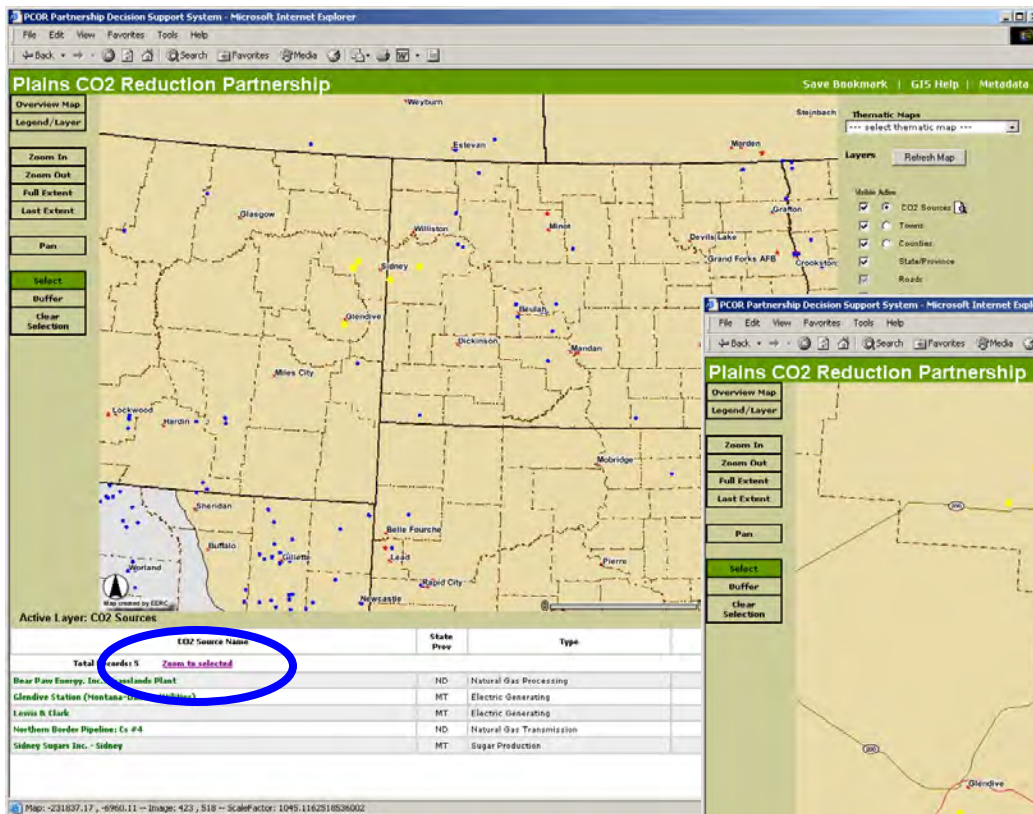 PCOR Partnership Decision Support System - Microsoft Internet Explorer
File Edit View Favorites Tools Help
Back Search Favorites Media
Plains CO2 Reduction Partnership
Save Bookmark | GIS Help | Metadata
Overview Map
Legend/Layer
Zoom In
Zoom Out
Full Extent
Last Extent
Pan
Select
Buffer
Clear Selection
Weyburn
Steinbach
Estevan
Morden
Glasgow
Williston
Minot
Grafton
Devils Lake
Grand Forks AFB
Crookston
Sidney
Glendive
Beulah
Dickinson
Mandan
Miles City
Lockwood
Hardin
Mobridge
Sheridan
Buffalo
Gillette
Belle Fourche
Lead
Pierre
Worland
Rapid City
Newcastle
Map created by EERC
0
Thematic Maps
--- select thematic map ---
Layers
Refresh Map
Visible Active
CO2 Sources
Towns
Counties
State/Province
Roads
Active Layer: CO2 Sources
CO2 Source Name State Prov Type
Total Records: 5 Zoom to selected
Bear Paw Energy, Inc. Grasslands Plant ND Natural Gas Processing
Glendive Station (Montana- Utilities) MT Electric Generating
Lewis & Clark MT Electric Generating
Northern Border Pipeline: Cs #4 ND Natural Gas Transmission
Sidney Sugars Inc. - Sidney MT Sugar Production
Map: -231837.17 , -6960.11 -- Image: 423 , 518 -- ScaleFactor: 1045.1162518536002
PCOR Partnership Decision Support System - Microsoft Internet Expl
File Edit View Favorites Tools Help
Back Search Favorites Media
Plains CO2 Reduction Partnership
Overview Map
Legend/Layer
Zoom In
Zoom Out
Full Extent
Last Extent
Pan
Select
Buffer
Clear Selection
200
200
Glendive